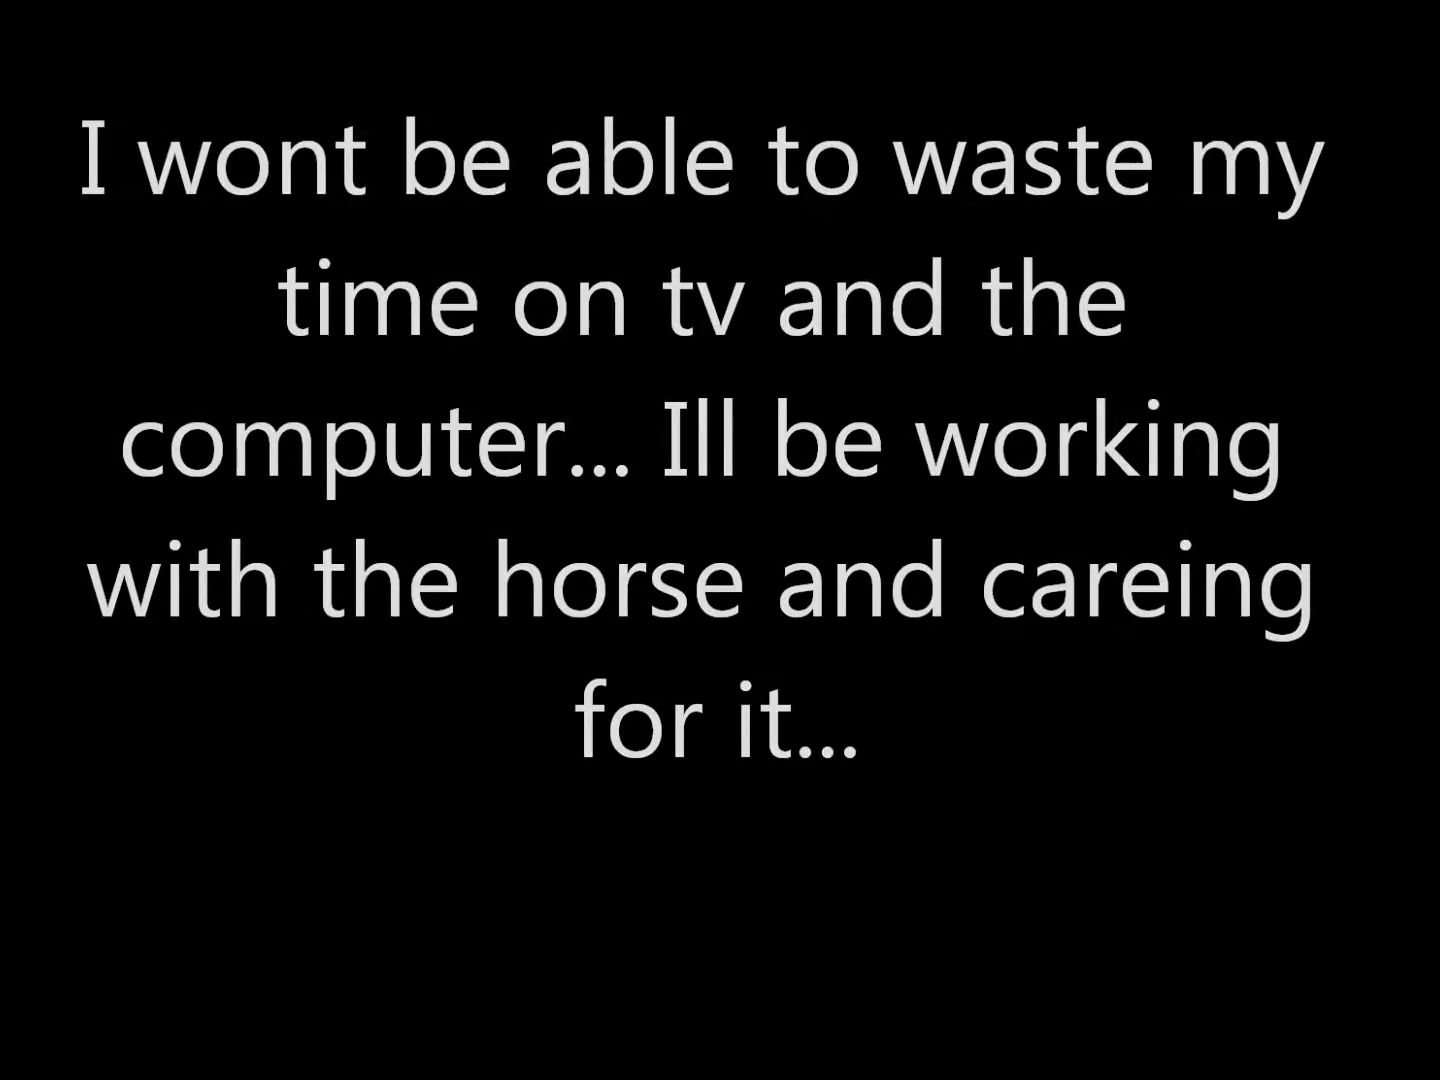 I wont be able to waste my
time on tv and the
computer... Ill be working
with the horse and careing
for it...